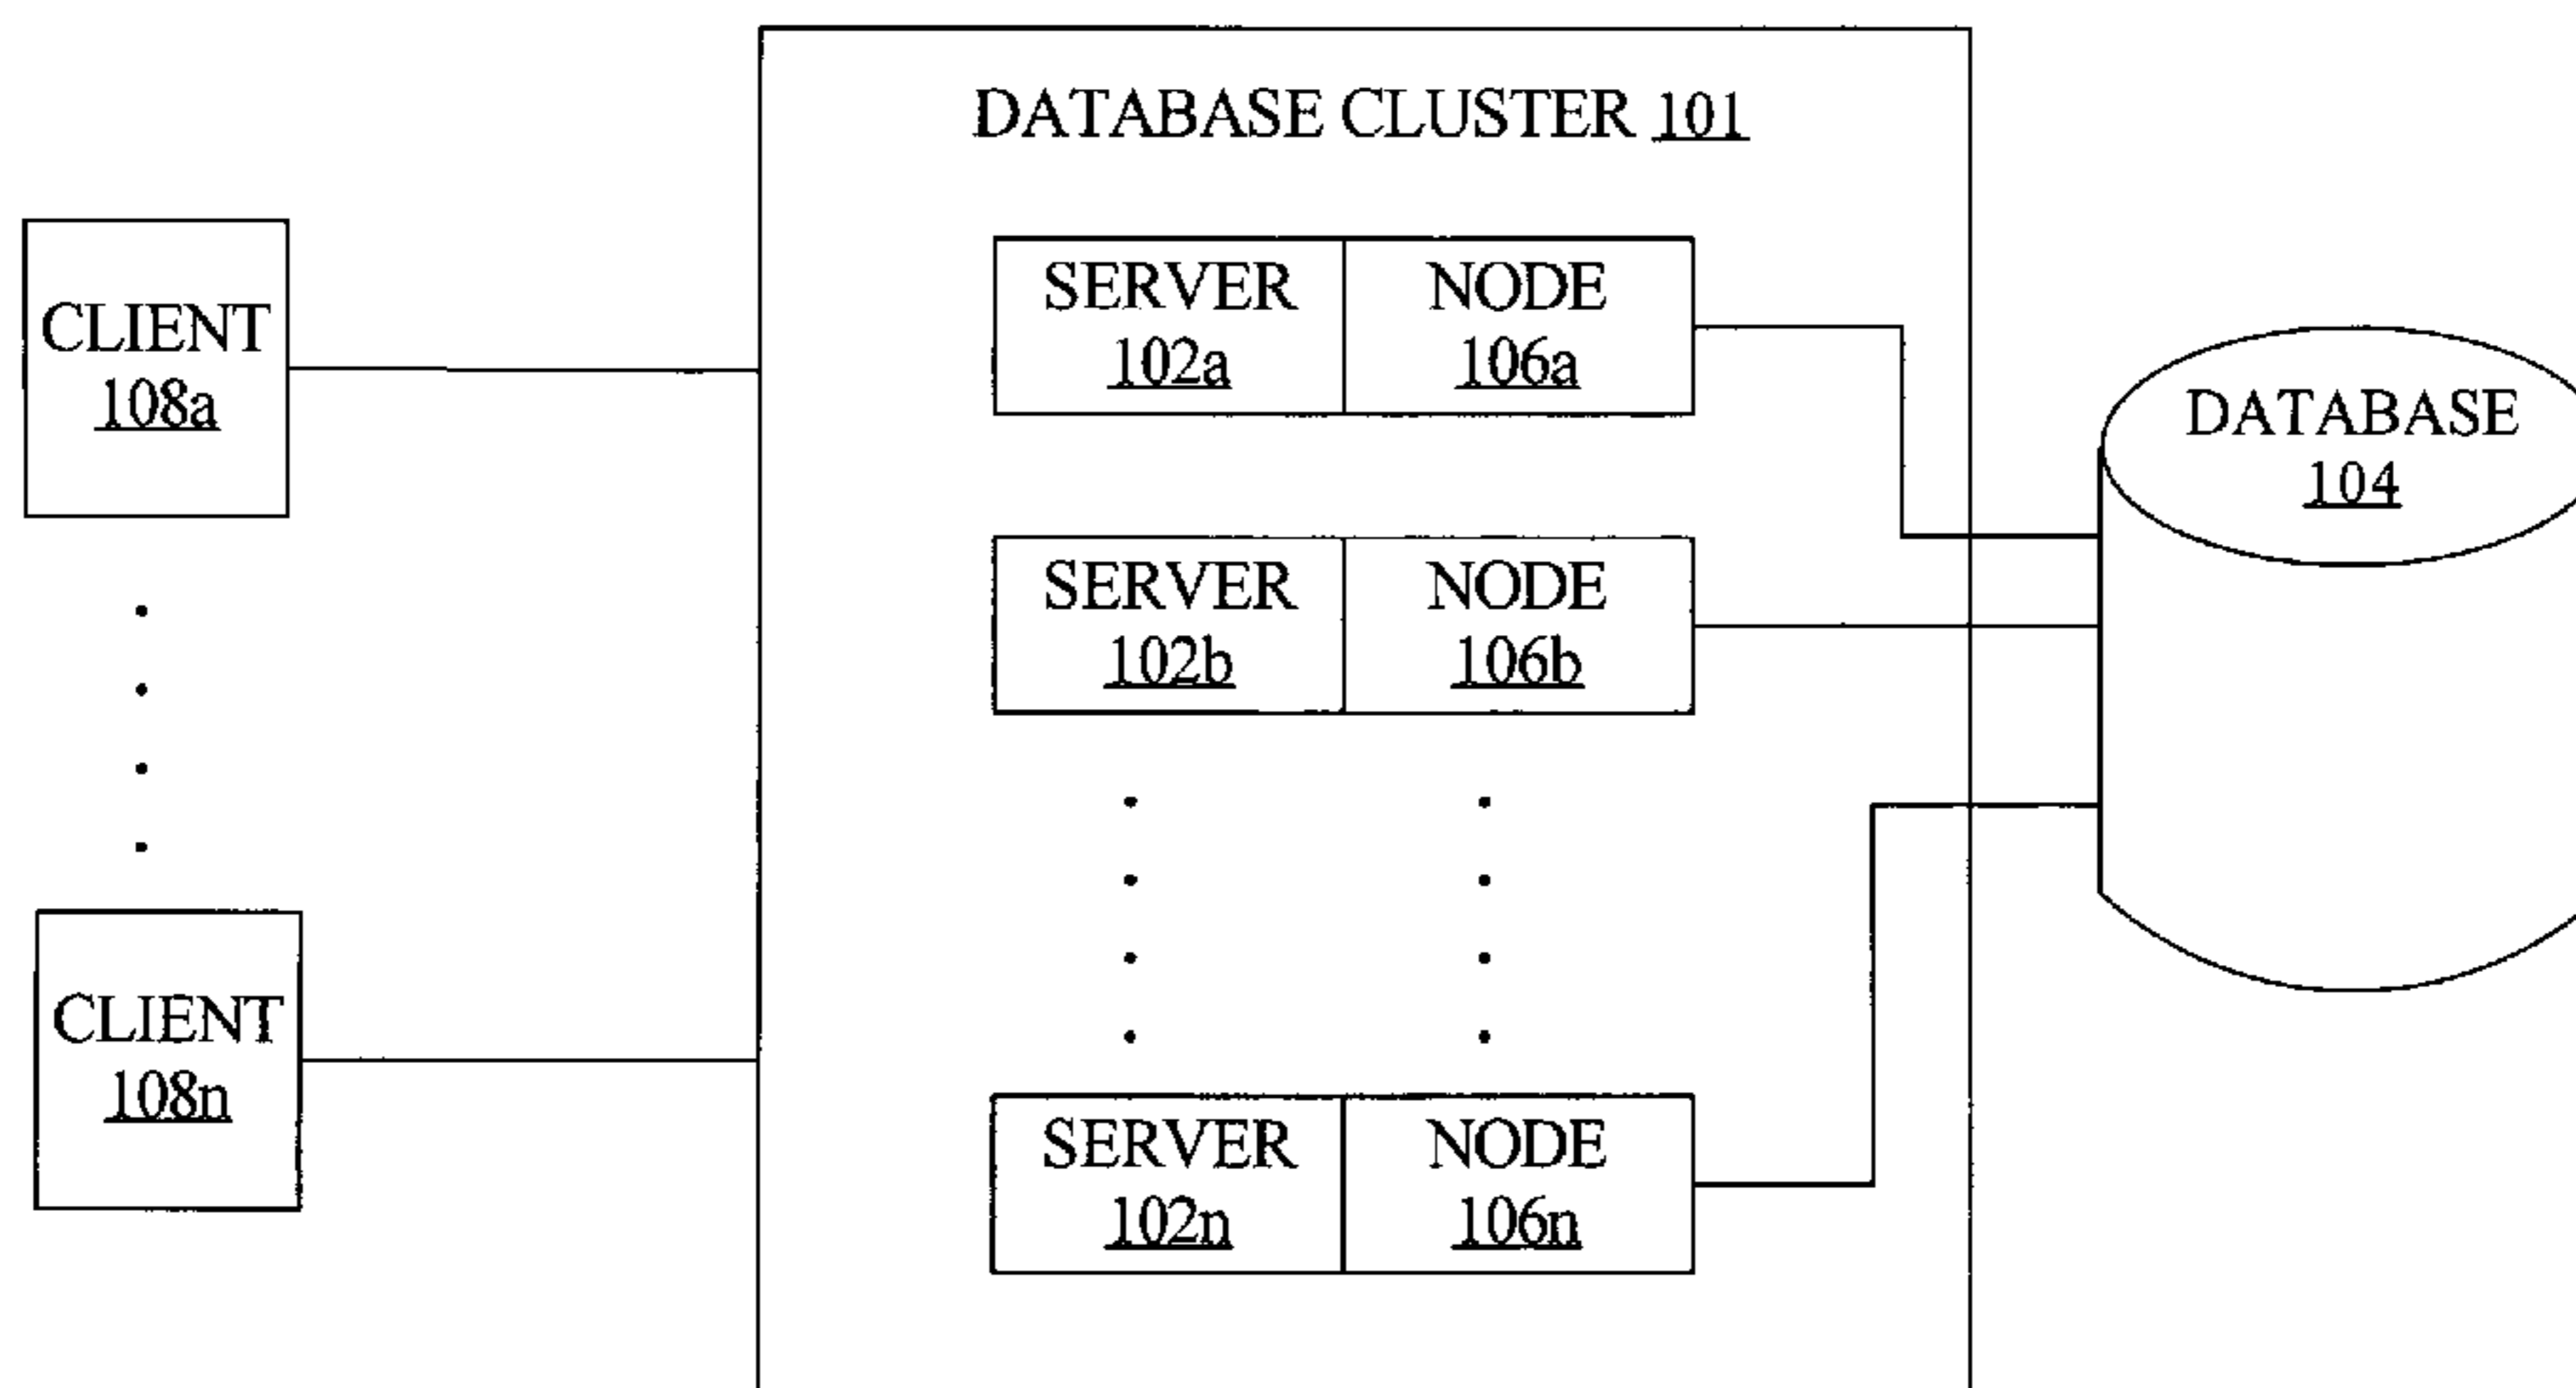 DATABASE CLUSTER 101
CLIENT
108a
SERVER
102a
NODE
106a
DATABASE
104
SERVER
102b
NODE
106b
CLIENT
108n
SERVER
102n
NODE
106n